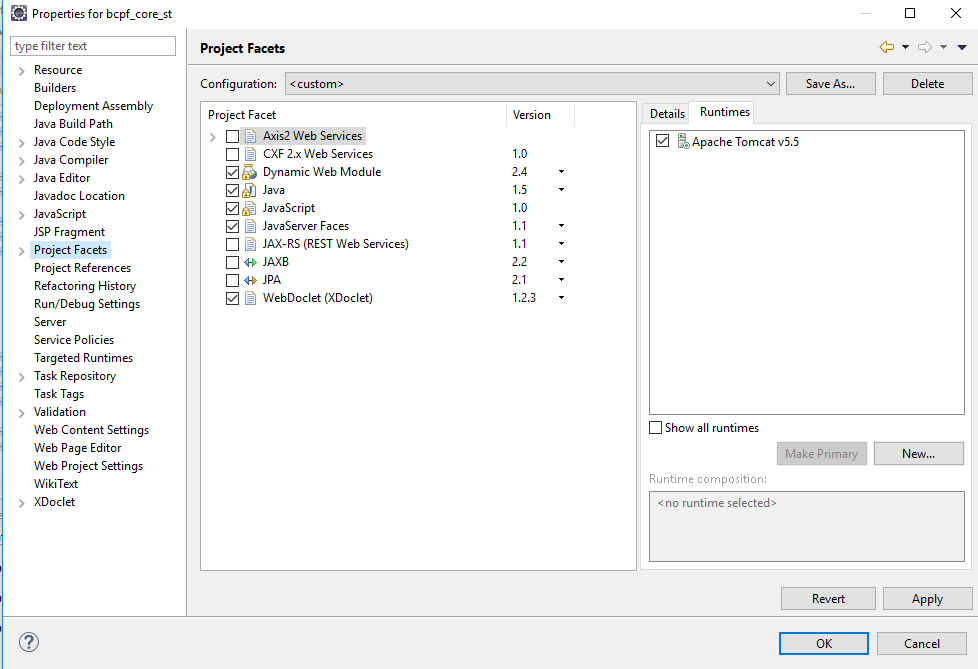 Properties for bcpf_core_st
type filter text
Resource
Builders
Deployment Assembly
Java Build Path
Java Code Style
Java Compiler
Java Editor
Javadoc Location
JavaScript
JSP Fragment
Project Facets
Project References
Refactoring History
Run/Debug Settings
Server
Service Policies
Targeted Runtimes
Task Repository
Task Tags
Validation
Web Content Settings
Web Page Editor
Web Project Settings
WikiText
XDoclet
Project Facets
Configuration: <custom> Save As... Delete
Project Facet Version
Axis2 Web Services
CXF 2.x Web Services 1.0
Dynamic Web Module 2.4
Java 1.5
JavaScript 1.0
JavaServer Faces 1.1
JAX-RS (REST Web Services) 1.1
JAXB 2.2
JPA 2.1
WebDoclet (XDoclet) 1.2.3
Details Runtimes
Apache Tomcat v5.5
Show all runtimes
Make Primary New...
Runtime composition:
<no runtime selected>
Revert Apply
? OK Cancel